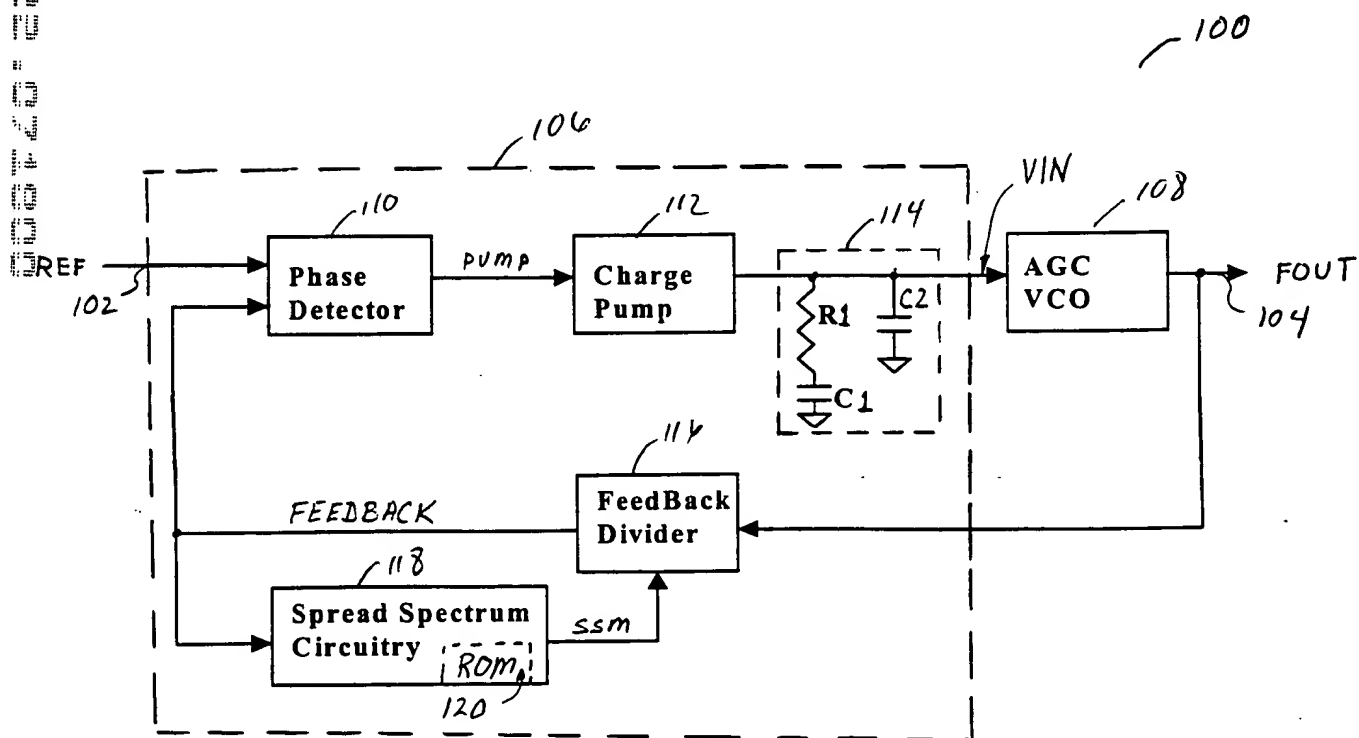 100
106
VIN
110
112
114
108
REF
102
Phase
Detector
PUMP
Charge
Pump
R1
C2
C1
AGC
VCO
FOUT
104
116
FEEDBACK
FeedBack
Divider
118
Spread Spectrum
Circuitry
ROM
120
SSM